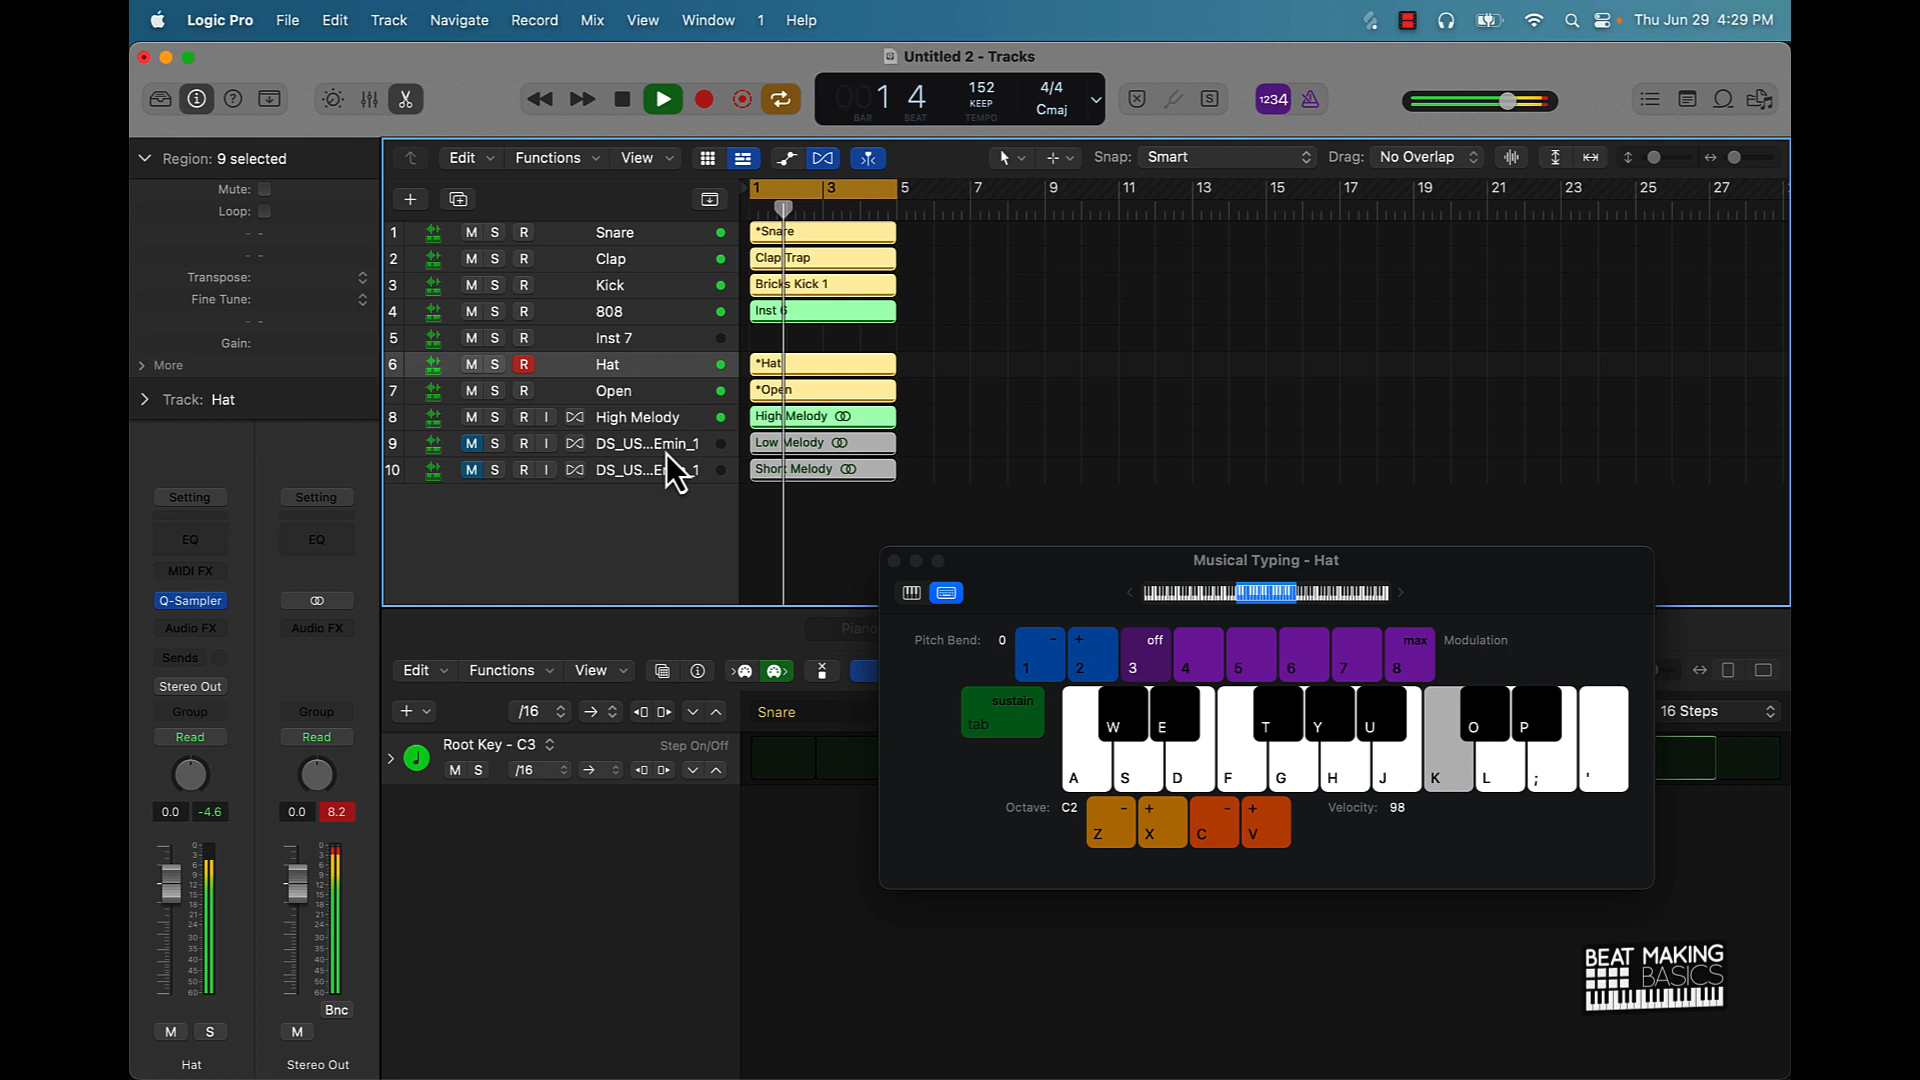 Logic Pro File Edit Track Navigate Record Mix View Window 1 Help Thu Jun 29 4:29 PM
Untitled 2 - Tracks
1 4 152 KEEP 4/4 Cmaj
BAR BEAT TEMPO
1234
Region: 9 selected
Mute:
Loop:
Transpose:
Fine Tune:
Gain:
More
Track: Hat
Edit Functions View Snap: Smart Drag: No Overlap
1 3 5 7 9 11 13 15 17 19 21 23 25 27
1 M S R Snare *Snare
2 M S R Clap Clap Trap
3 M S R Kick Bricks Kick 1
4 M S R 808 Inst 6
5 M S R Inst 7
6 M S R Hat *Hat
7 M S R Open *Open
8 M S R I High Melody High Melody
9 M S R I DS_US...Emin_1 Low Melody
10 M S R I Short Melody
Setting Setting
EQ EQ
MIDI FX
Q-Sampler
Audio FX Audio FX
Sends
Stereo Out
Group Group
Read Read
0.0 -4.6 0.0 8.2
Bnc
M S M
Hat Stereo Out
Edit Functions View
/16 Snare 16 Steps
Root Key - C3 Step On/Off
M S /16
Musical Typing - Hat
Pitch Bend: 0 - + off max Modulation
1 2 3 4 5 6 7 8
sustain
tab
W E T Y U O P
A S D F G H J K L ; '
Octave: C2 - + - + Velocity: 98
Z X C V
BEAT MAKING
BASICS